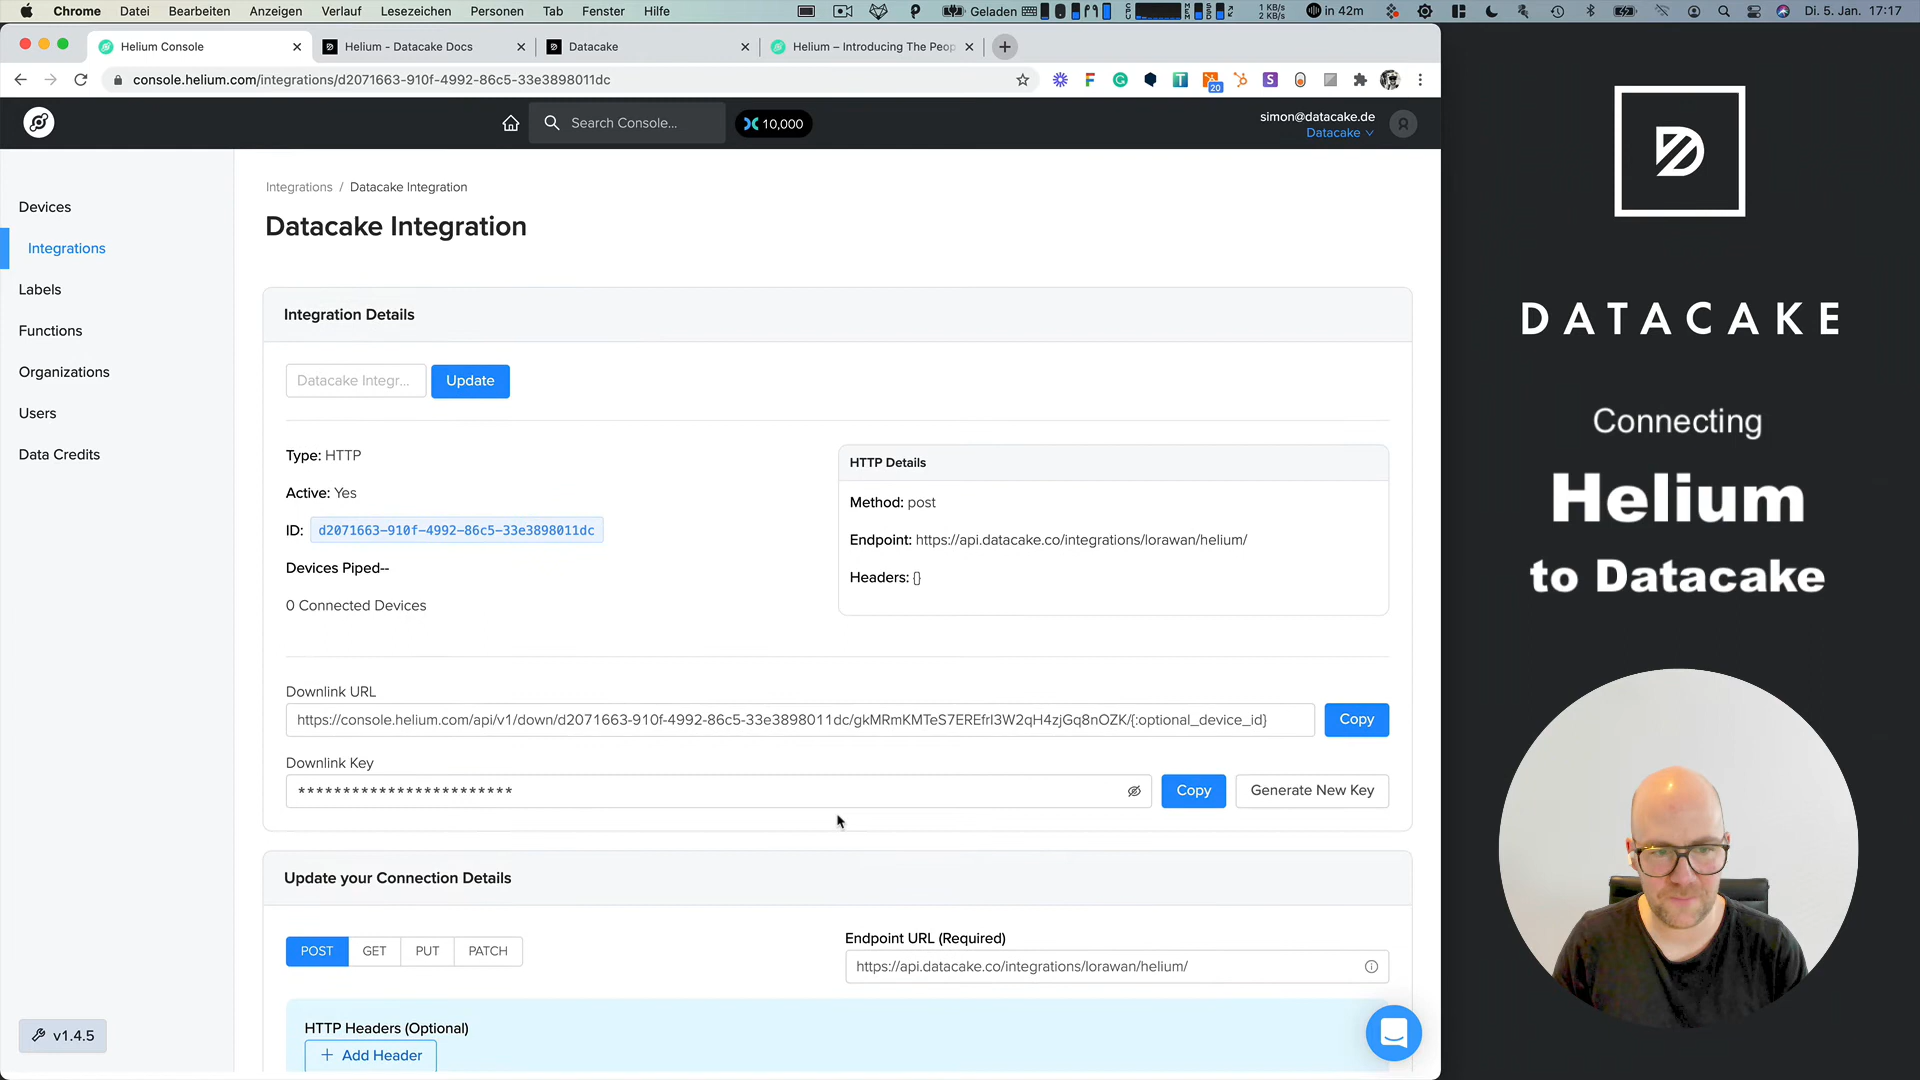 Chrome Datei Bearbeiten Anzeigen Verlauf Lesezeichen Personen Tab Fenster Hilfe Geladen 1 KB/s 2 KB/s in 42m Di. 5. Jan. 17:17
Helium Console Helium - Datacake Docs Datacake Helium – Introducing The Peop
console.helium.com/integrations/d2071663-910f-4992-86c5-33e3898011dc 20
Search Console... 10,000 simon@datacake.de
Datacake
Devices
Integrations
Labels
Functions
Organizations
Users
Data Credits
v1.4.5
Integrations / Datacake Integration
Datacake Integration
Integration Details
Datacake Integr... Update
Type: HTTP
Active: Yes
ID: d2071663-910f-4992-86c5-33e3898011dc
Devices Piped--
0 Connected Devices
HTTP Details
Method: post
Endpoint: https://api.datacake.co/integrations/lorawan/helium/
Headers: {}
Downlink URL
https://console.helium.com/api/v1/down/d2071663-910f-4992-86c5-33e3898011dc/gkMRmKMTeS7EREfrI3W2qH4zjGq8nOZK/{:optional_device_id} Copy
Downlink Key
************************ Copy Generate New Key
Update your Connection Details
POST GET PUT PATCH
Endpoint URL (Required)
https://api.datacake.co/integrations/lorawan/helium/
HTTP Headers (Optional)
+ Add Header
DATACAKE
Connecting
Helium
to Datacake